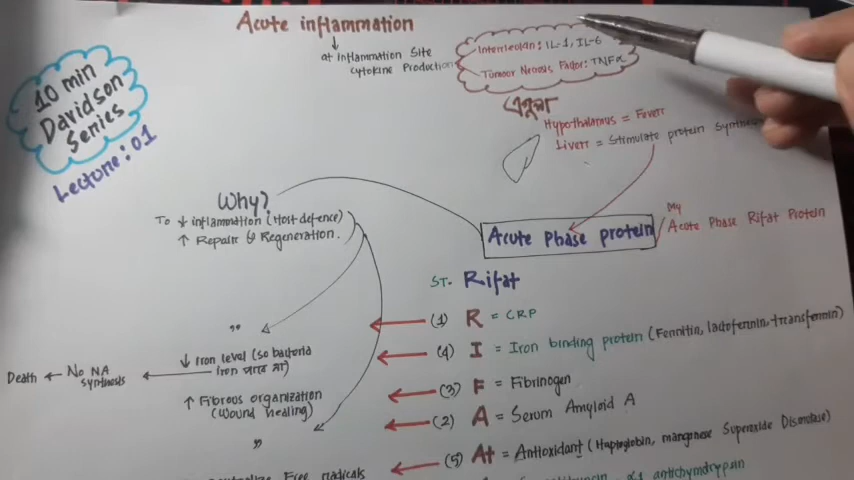 Acute inflammation
at Inflammation Site
Cytokine Production
Interleukin: IL-1, IL-6
Tumour Necrosis Factor: TNFα
10 min
Davidson
Series
Lecture: 01
Hypothalamus = Feverr
Liverr = Stimulate protein Synthesis
Why?
To ↓ inflammation (Host defence)
↑ Repair & Regeneration.
Acute Phase protein
My
Acute Phase Rifat Protein
ST. Rifat
(1) R = CRP
(4) I = Iron binding protein (Ferritin, lactoferrin, transferrin)
(3) F = Fibrinogen
(2) A = Serum Amyloid A
(5) At = Antioxidant (Haptoglobin, manganese Superoxide Dismutase)
↓ Iron level (so bacteria
iron পাবে না)
No NA
synthesis
Death
↑ Fibrous organization
(Wound healing)
Free radicals
α1 antichymotrypsin